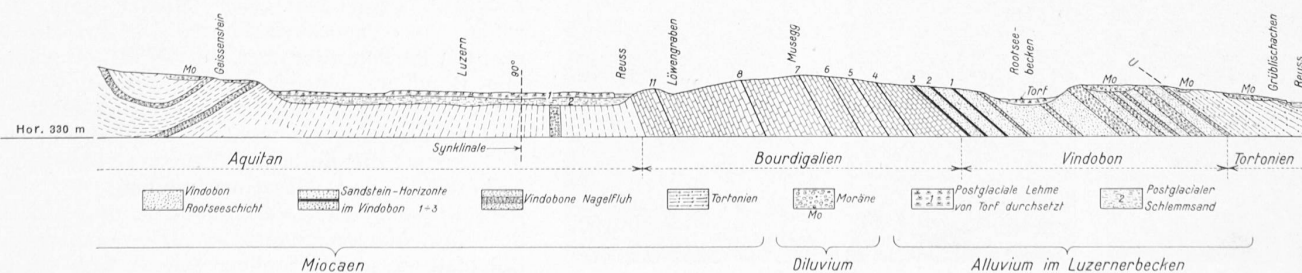 Geissenstein
Luzern
90°
Reuss
Löwengraben
Musegg
Rootsee-
becken
U
Grüblischachen
Reuss
Mo
1
2
11
8
7
6
5
4
3
2
1
Torf
Mo
Mo
Mo
Hor. 330 m
Synklinale
Aquitan
Bourdigalien
Vindobon
Tortonien
Vindobon
Rootseeschicht
Sandstein-Horizonte
im Vindobon 1÷3
Vindobone Nagelfluh
Tortonien
Moräne
Mo
1
Postglaciale Lehme
von Torf durchsetzt
2
Postglacialer
Schlemmsand
Miocaen
Diluvium
Alluvium im Luzernerbecken